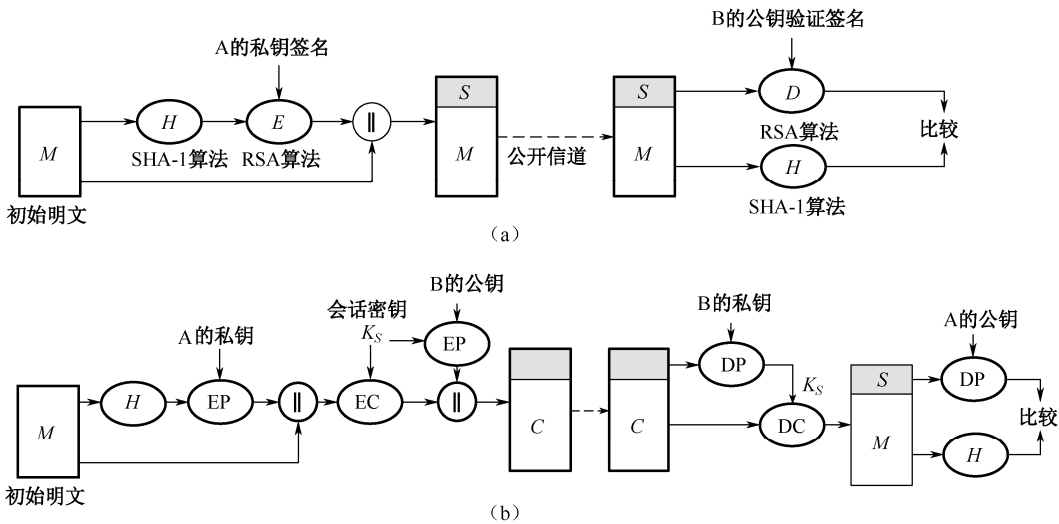 B的公钥验证签名
A的私钥签名
S
M
H
E
‖
S
M
D
RSA算法
比较
M
SHA-1算法
RSA算法
公开信道
H
SHA-1算法
初始明文
(a)
B的公钥
会话密钥
K_S
EP
A的私钥
B的私钥
A的公钥
DP
K_S
S
DP
M
H
EP
‖
EC
‖
C
C
DC
M
H
比较
初始明文
(b)